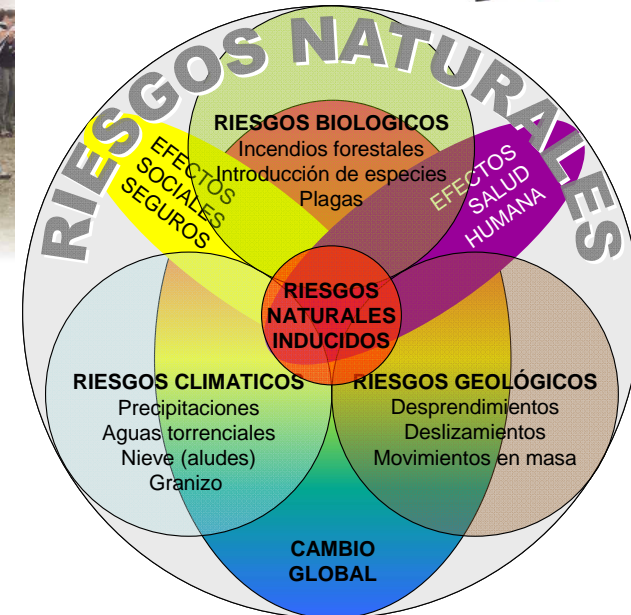 RIESGOS NATURALES
RIESGOS BIOLOGICOS
Incendios forestales
Introducción de especies
Plagas
EFECTOS
SOCIALES
SEGUROS
EFECTOS
SALUD
HUMANA
RIESGOS
NATURALES
INDUCIDOS
RIESGOS CLIMATICOS
Precipitaciones
Aguas torrenciales
Nieve (aludes)
Granizo
RIESGOS GEOLÓGICOS
Desprendimientos
Deslizamientos
Movimientos en masa
CAMBIO
GLOBAL